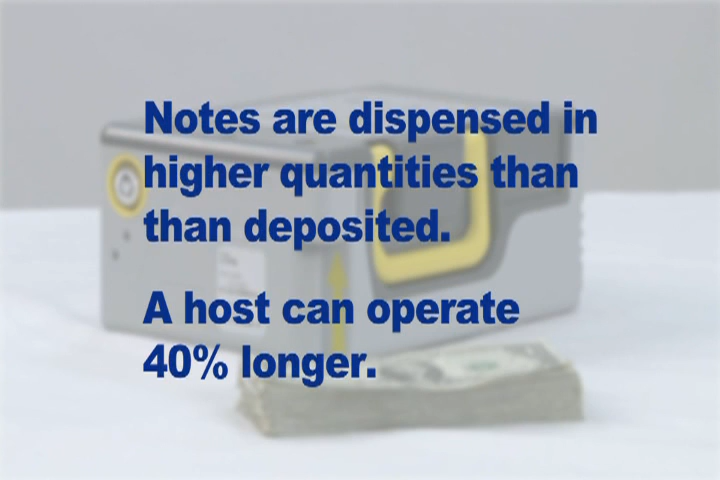 Notes are dispensed in
higher quantities than
than deposited.
A host can operate
40% longer.